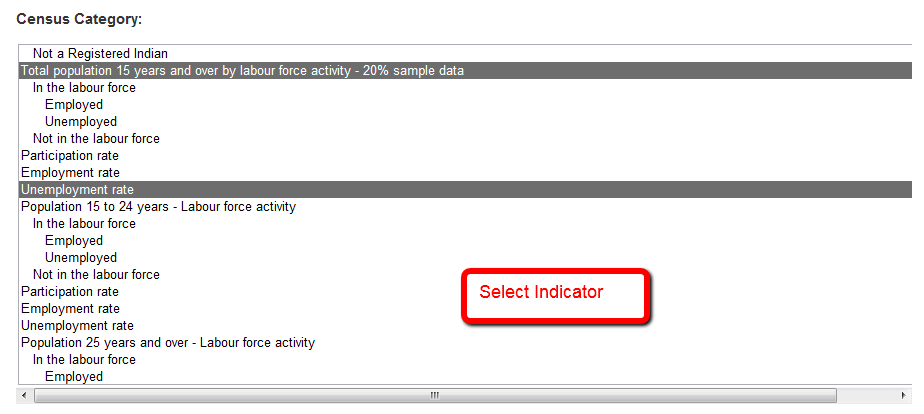 Census Category:
Not a Registered Indian
Total population 15 years and over by labour force activity - 20% sample data
In the labour force
Employed
Unemployed
Not in the labour force
Participation rate
Employment rate
Unemployment rate
Population 15 to 24 years - Labour force activity
In the labour force
Employed
Unemployed
Not in the labour force
Select Indicator
Participation rate
Employment rate
Unemployment rate
Population 25 years and over - Labour force activity
In the labour force
Employed